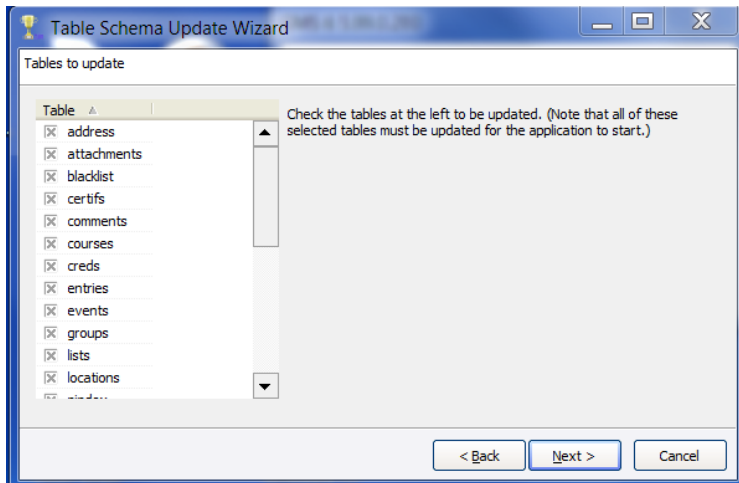 Table Schema Update Wizard
Tables to update
Table
Check the tables at the left to be updated. (Note that all of these
selected tables must be updated for the application to start.)
address
attachments
blacklist
certifs
comments
courses
creds
entries
events
groups
lists
locations
< Back
Next >
Cancel